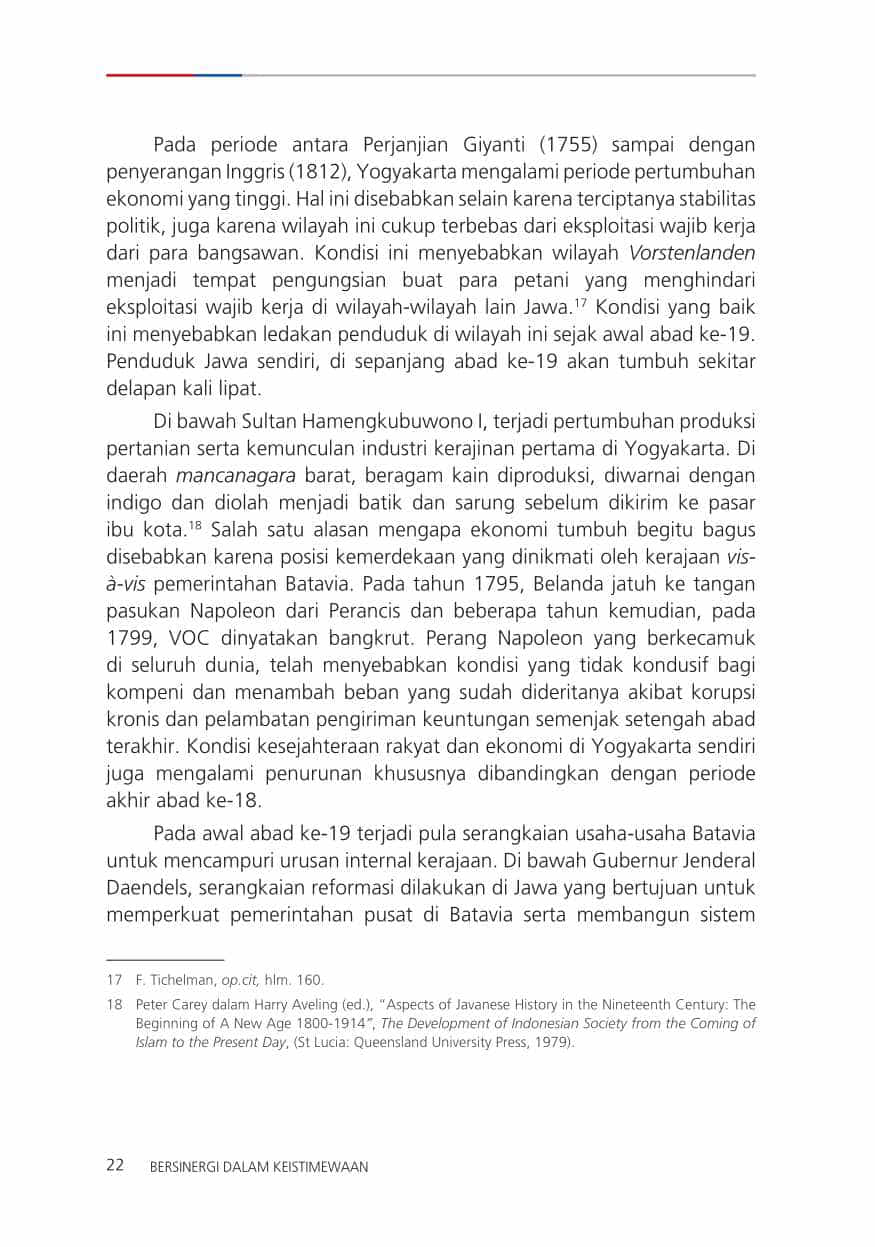 Pada periode antara Perjanjian Giyanti (1755) sampai dengan
penyerangan Inggris (1812), Yogyakarta mengalami periode pertumbuhan
ekonomi yang tinggi. Hal ini disebabkan selain karena terciptanya stabilitas
politik, juga karena wilayah ini cukup terbebas dari eksploitasi wajib kerja
dari para bangsawan. Kondisi ini menyebabkan wilayah Vorstenlanden
menjadi tempat pengungsian buat para petani yang menghindari
eksploitasi wajib kerja di wilayah-wilayah lain Jawa.17 Kondisi yang baik
ini menyebabkan ledakan penduduk di wilayah ini sejak awal abad ke-19.
Penduduk Jawa sendiri, di sepanjang abad ke-19 akan tumbuh sekitar
delapan kali lipat.
Di bawah Sultan Hamengkubuwono I, terjadi pertumbuhan produksi
pertanian serta kemunculan industri kerajinan pertama di Yogyakarta. Di
daerah mancanagara barat, beragam kain diproduksi, diwarnai dengan
indigo dan diolah menjadi batik dan sarung sebelum dikirim ke pasar
ibu kota.18 Salah satu alasan mengapa ekonomi tumbuh begitu bagus
disebabkan karena posisi kemerdekaan yang dinikmati oleh kerajaan vis-
à-vis pemerintahan Batavia. Pada tahun 1795, Belanda jatuh ke tangan
pasukan Napoleon dari Perancis dan beberapa tahun kemudian, pada
1799, VOC dinyatakan bangkrut. Perang Napoleon yang berkecamuk
di seluruh dunia, telah menyebabkan kondisi yang tidak kondusif bagi
kompeni dan menambah beban yang sudah dideritanya akibat korupsi
kronis dan pelambatan pengiriman keuntungan semenjak setengah abad
terakhir. Kondisi kesejahteraan rakyat dan ekonomi di Yogyakarta sendiri
juga mengalami penurunan khususnya dibandingkan dengan periode
akhir abad ke-18.
Pada awal abad ke-19 terjadi pula serangkaian usaha-usaha Batavia
untuk mencampuri urusan internal kerajaan. Di bawah Gubernur Jenderal
Daendels, serangkaian reformasi dilakukan di Jawa yang bertujuan untuk
memperkuat pemerintahan pusat di Batavia serta membangun sistem
17 F. Tichelman, op.cit, hlm. 160.
18 Peter Carey dalam Harry Aveling (ed.), “Aspects of Javanese History in the Nineteenth Century: The
Beginning of A New Age 1800-1914”, The Development of Indonesian Society from the Coming of
Islam to the Present Day, (St Lucia: Queensland University Press, 1979).
22 BERSINERGI DALAM KEISTIMEWAAN